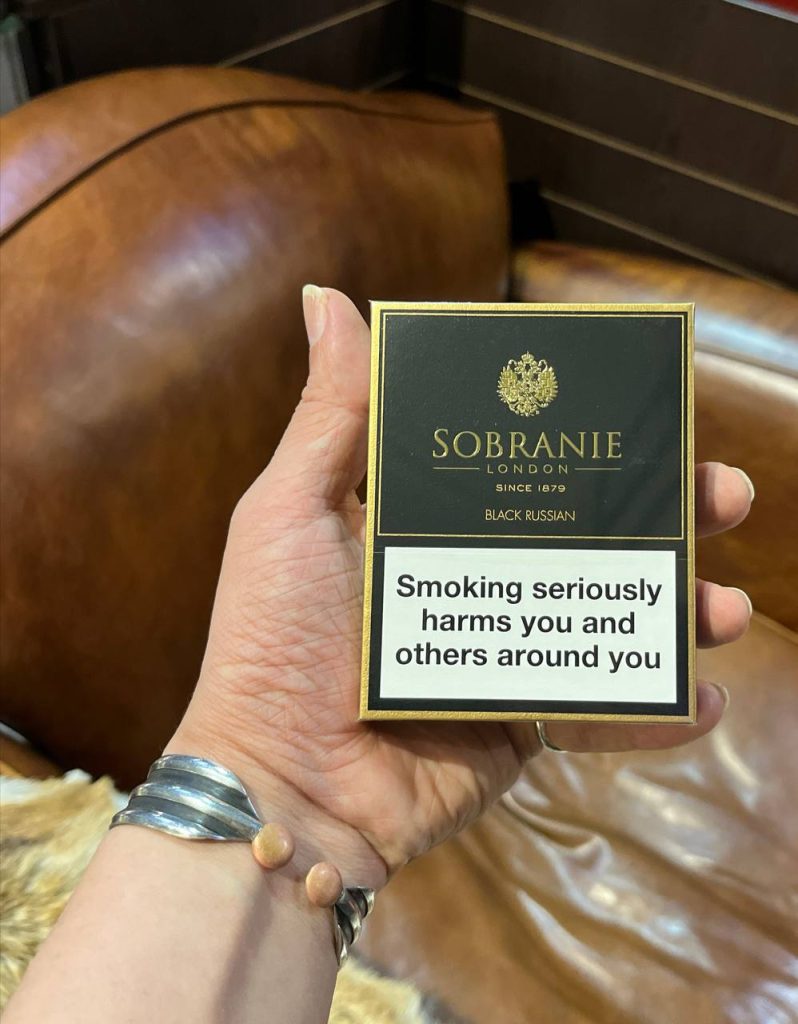 SOBRANIE
LONDON
SINCE 1879
BLACK RUSSIAN
Smoking seriously
harms you and
others around you